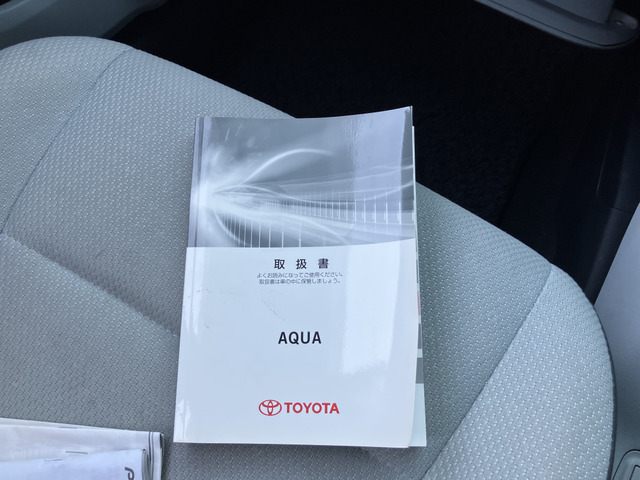 取扱書
よくお読みになってご使用ください。
取扱書は車の中に保管しましょう。
AQUA
TOYOTA